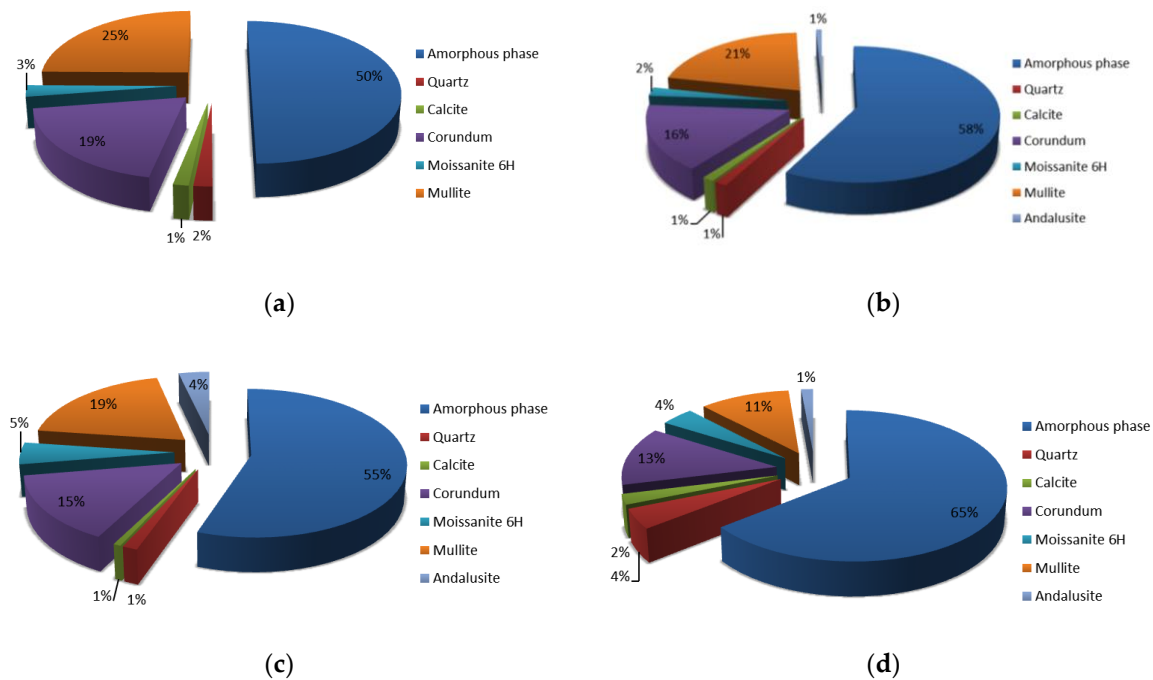 25%
3%
50%
19%
1%
2%
Amorphous phase
Quartz
Calcite
Corundum
Moissanite 6H
Mullite
(a)
1%
21%
2%
58%
16%
1%
1%
Amorphous phase
Quartz
Calcite
Corundum
Moissanite 6H
Mullite
Andalusite
(b)
4%
19%
5%
55%
15%
1%
1%
Amorphous phase
Quartz
Calcite
Corundum
Moissanite 6H
Mullite
Andalusite
(c)
1%
11%
4%
13%
65%
2%
4%
Amorphous phase
Quartz
Calcite
Corundum
Moissanite 6H
Mullite
Andalusite
(d)